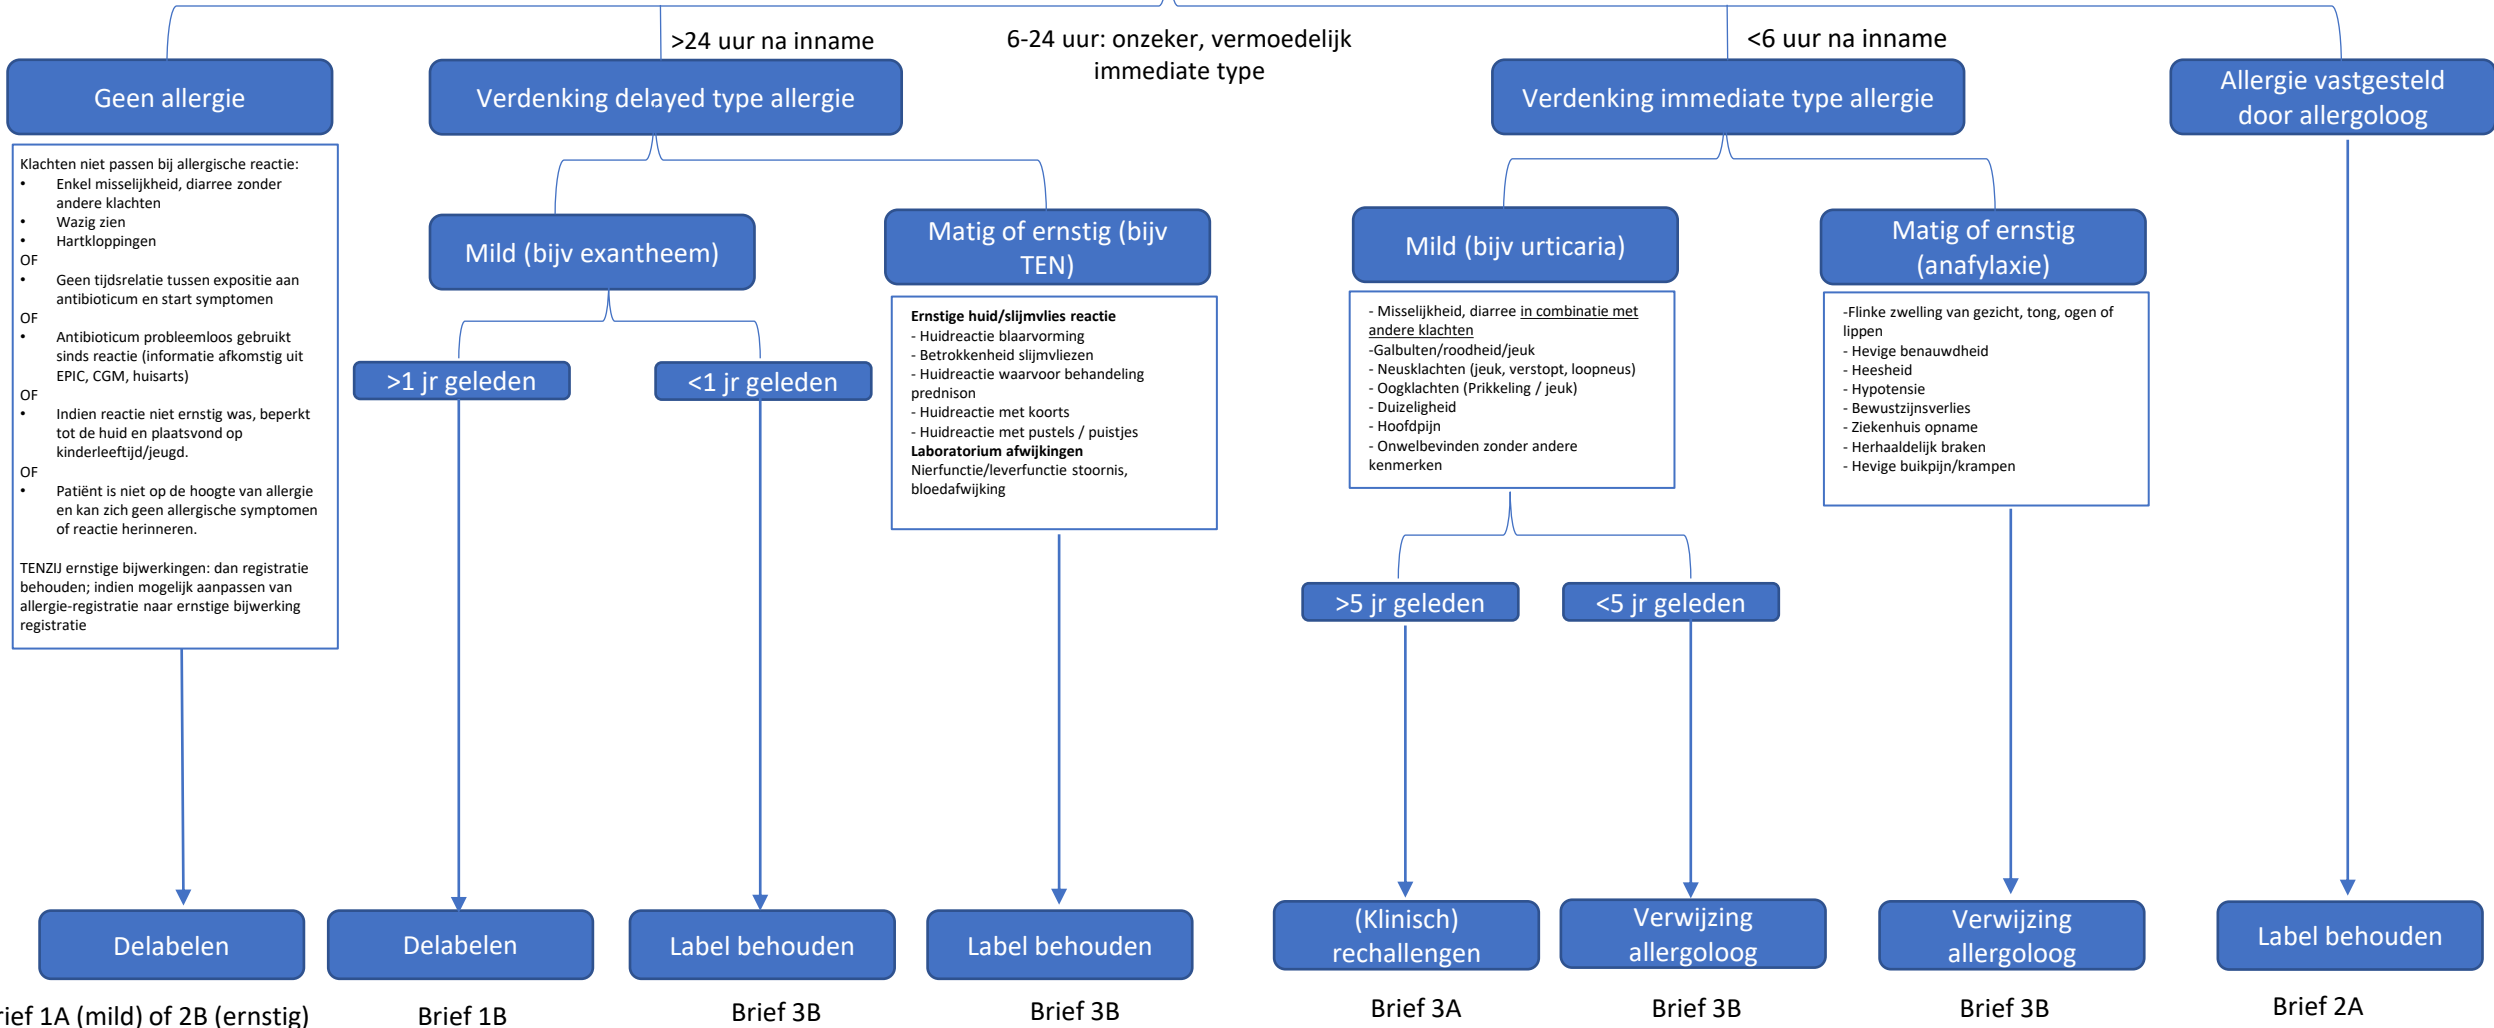 >24 uur na inname
6-24 uur: onzeker, vermoedelijk
immediate type
<6 uur na inname
Geen allergie
Verdenking delayed type allergie
Verdenking immediate type allergie
Allergie vastgesteld
door allergoloog
Klachten niet passen bij allergische reactie:
• Enkel misselijkheid, diarree zonder
andere klachten
• Wazig zien
• Hartkloppingen
OF
• Geen tijdsrelatie tussen expositie aan
antibioticum en start symptomen
OF
• Antibioticum probleemloos gebruikt
sinds reactie (informatie afkomstig uit
EPIC, CGM, huisarts)
OF
• Indien reactie niet ernstig was, beperkt
tot de huid en plaatsvond op
kinderleeftijd/jeugd.
OF
• Patiënt is niet op de hoogte van allergie
en kan zich geen allergische symptomen
of reactie herinneren.
TENZIJ ernstige bijwerkingen: dan registratie
behouden; indien mogelijk aanpassen van
allergie-registratie naar ernstige bijwerking
registratie
Mild (bijv exantheem)
Matig of ernstig (bijv
TEN)
Mild (bijv urticaria)
Matig of ernstig
(anafylaxie)
>1 jr geleden
<1 jr geleden
Ernstige huid/slijmvlies reactie
- Huidreactie blaarvorming
- Betrokkenheid slijmvliezen
- Huidreactie waarvoor behandeling
prednison
- Huidreactie met koorts
- Huidreactie met pustels / puistjes
Laboratorium afwijkingen
Nierfunctie/leverfunctie stoornis,
bloedafwijking
- Misselijkheid, diarree in combinatie met
andere klachten
-Galbulten/roodheid/jeuk
- Neusklachten (jeuk, verstopt, loopneus)
- Oogklachten (Prikkeling / jeuk)
- Duizeligheid
- Hoofdpijn
- Onwelbevinden zonder andere
kenmerken
-Flinke zwelling van gezicht, tong, ogen of
lippen
- Hevige benauwdheid
- Heesheid
- Hypotensie
- Bewustzijnsverlies
- Ziekenhuis opname
- Herhaaldelijk braken
- Hevige buikpijn/krampen
>5 jr geleden
<5 jr geleden
Delabelen
Delabelen
Label behouden
Label behouden
(Klinisch)
rechallengen
Verwijzing
allergoloog
Verwijzing
allergoloog
Label behouden
rief 1A (mild) of 2B (ernstig)
Brief 1B
Brief 3B
Brief 3B
Brief 3A
Brief 3B
Brief 3B
Brief 2A